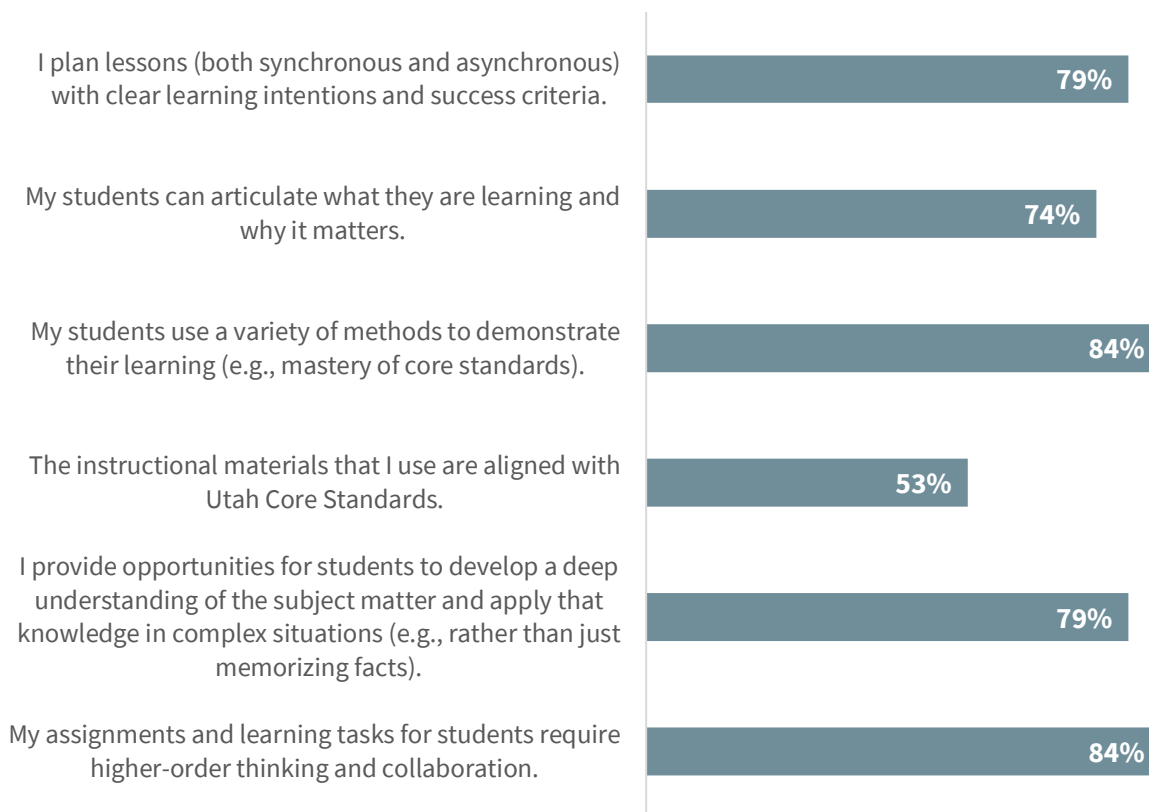 I plan lessons (both synchronous and asynchronous)
with clear learning intentions and success criteria.
79%
My students can articulate what they are learning and
why it matters.
74%
My students use a variety of methods to demonstrate
their learning (e.g., mastery of core standards).
84%
The instructional materials that I use are aligned with
Utah Core Standards.
53%
I provide opportunities for students to develop a deep
understanding of the subject matter and apply that
knowledge in complex situations (e.g., rather than just
memorizing facts).
79%
My assignments and learning tasks for students require
higher-order thinking and collaboration.
84%